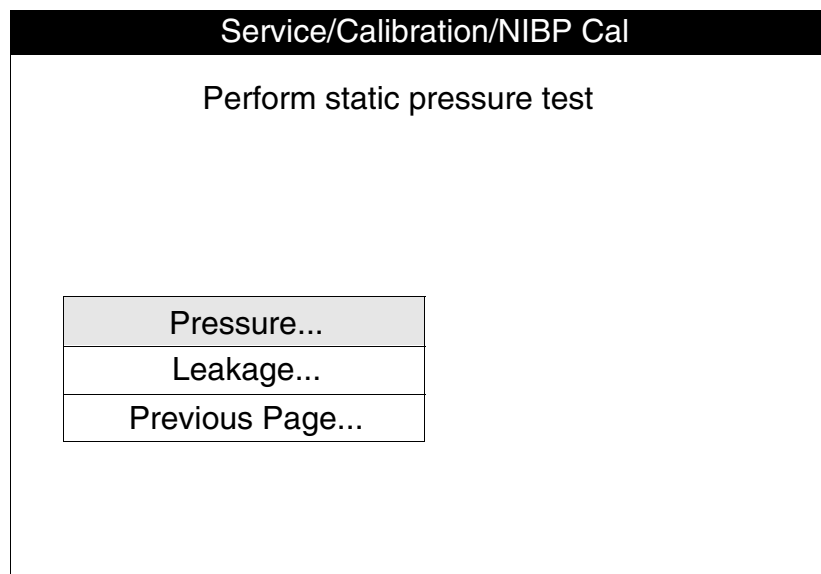 Service/Calibration/NIBP Cal
Perform static pressure test
Pressure...
Leakage...
Previous Page...